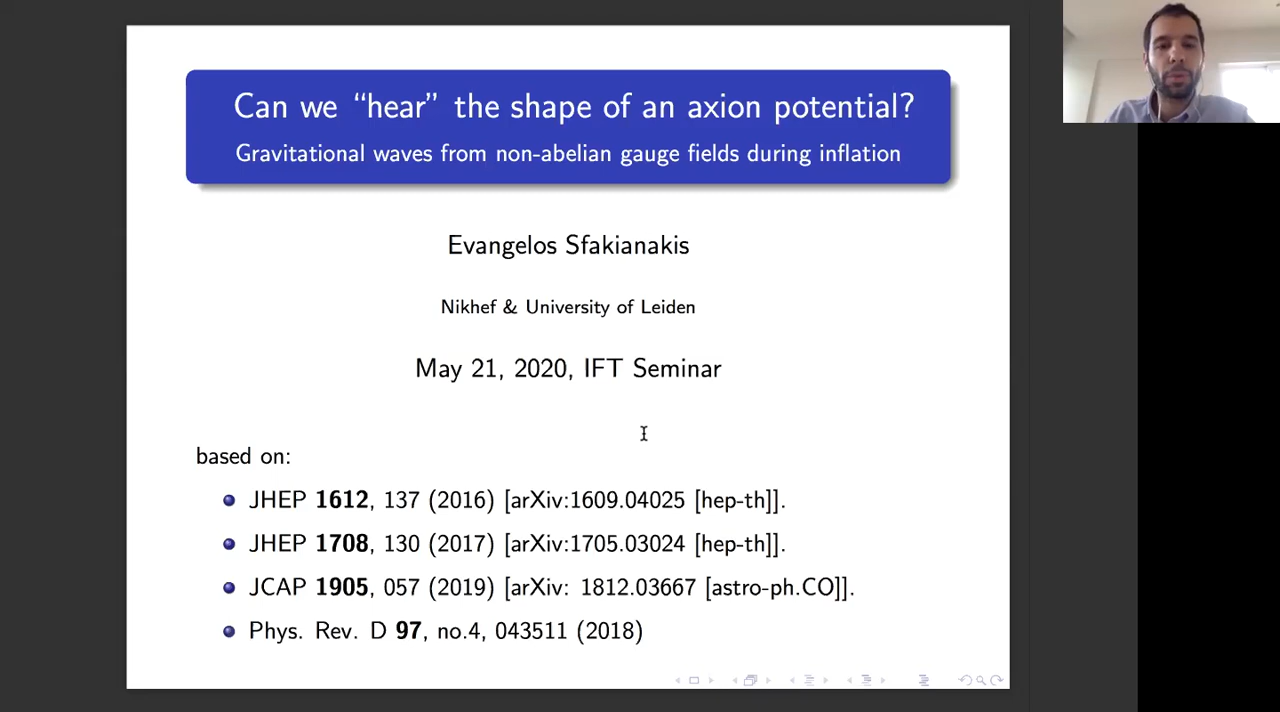 Can we “hear” the shape of an axion potential?
Gravitational waves from non-abelian gauge fields during inflation
Evangelos Sfakianakis
Nikhef & University of Leiden
May 21, 2020, IFT Seminar
based on:
JHEP 1612, 137 (2016) [arXiv:1609.04025 [hep-th]].
JHEP 1708, 130 (2017) [arXiv:1705.03024 [hep-th]].
JCAP 1905, 057 (2019) [arXiv: 1812.03667 [astro-ph.CO]].
Phys. Rev. D 97, no.4, 043511 (2018)